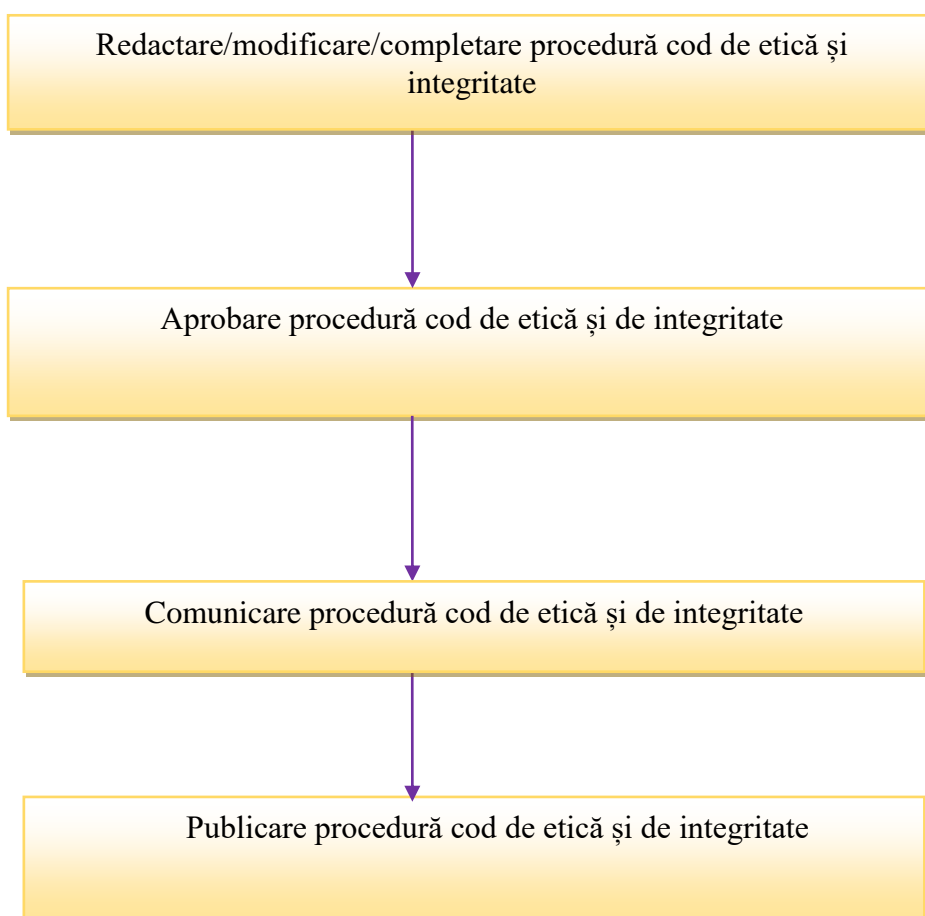 Redactare/modificare/completare procedură cod de etică și
integritate
Aprobare procedură cod de etică și de integritate
Comunicare procedură cod de etică și de integritate
Publicare procedură cod de etică și de integritate